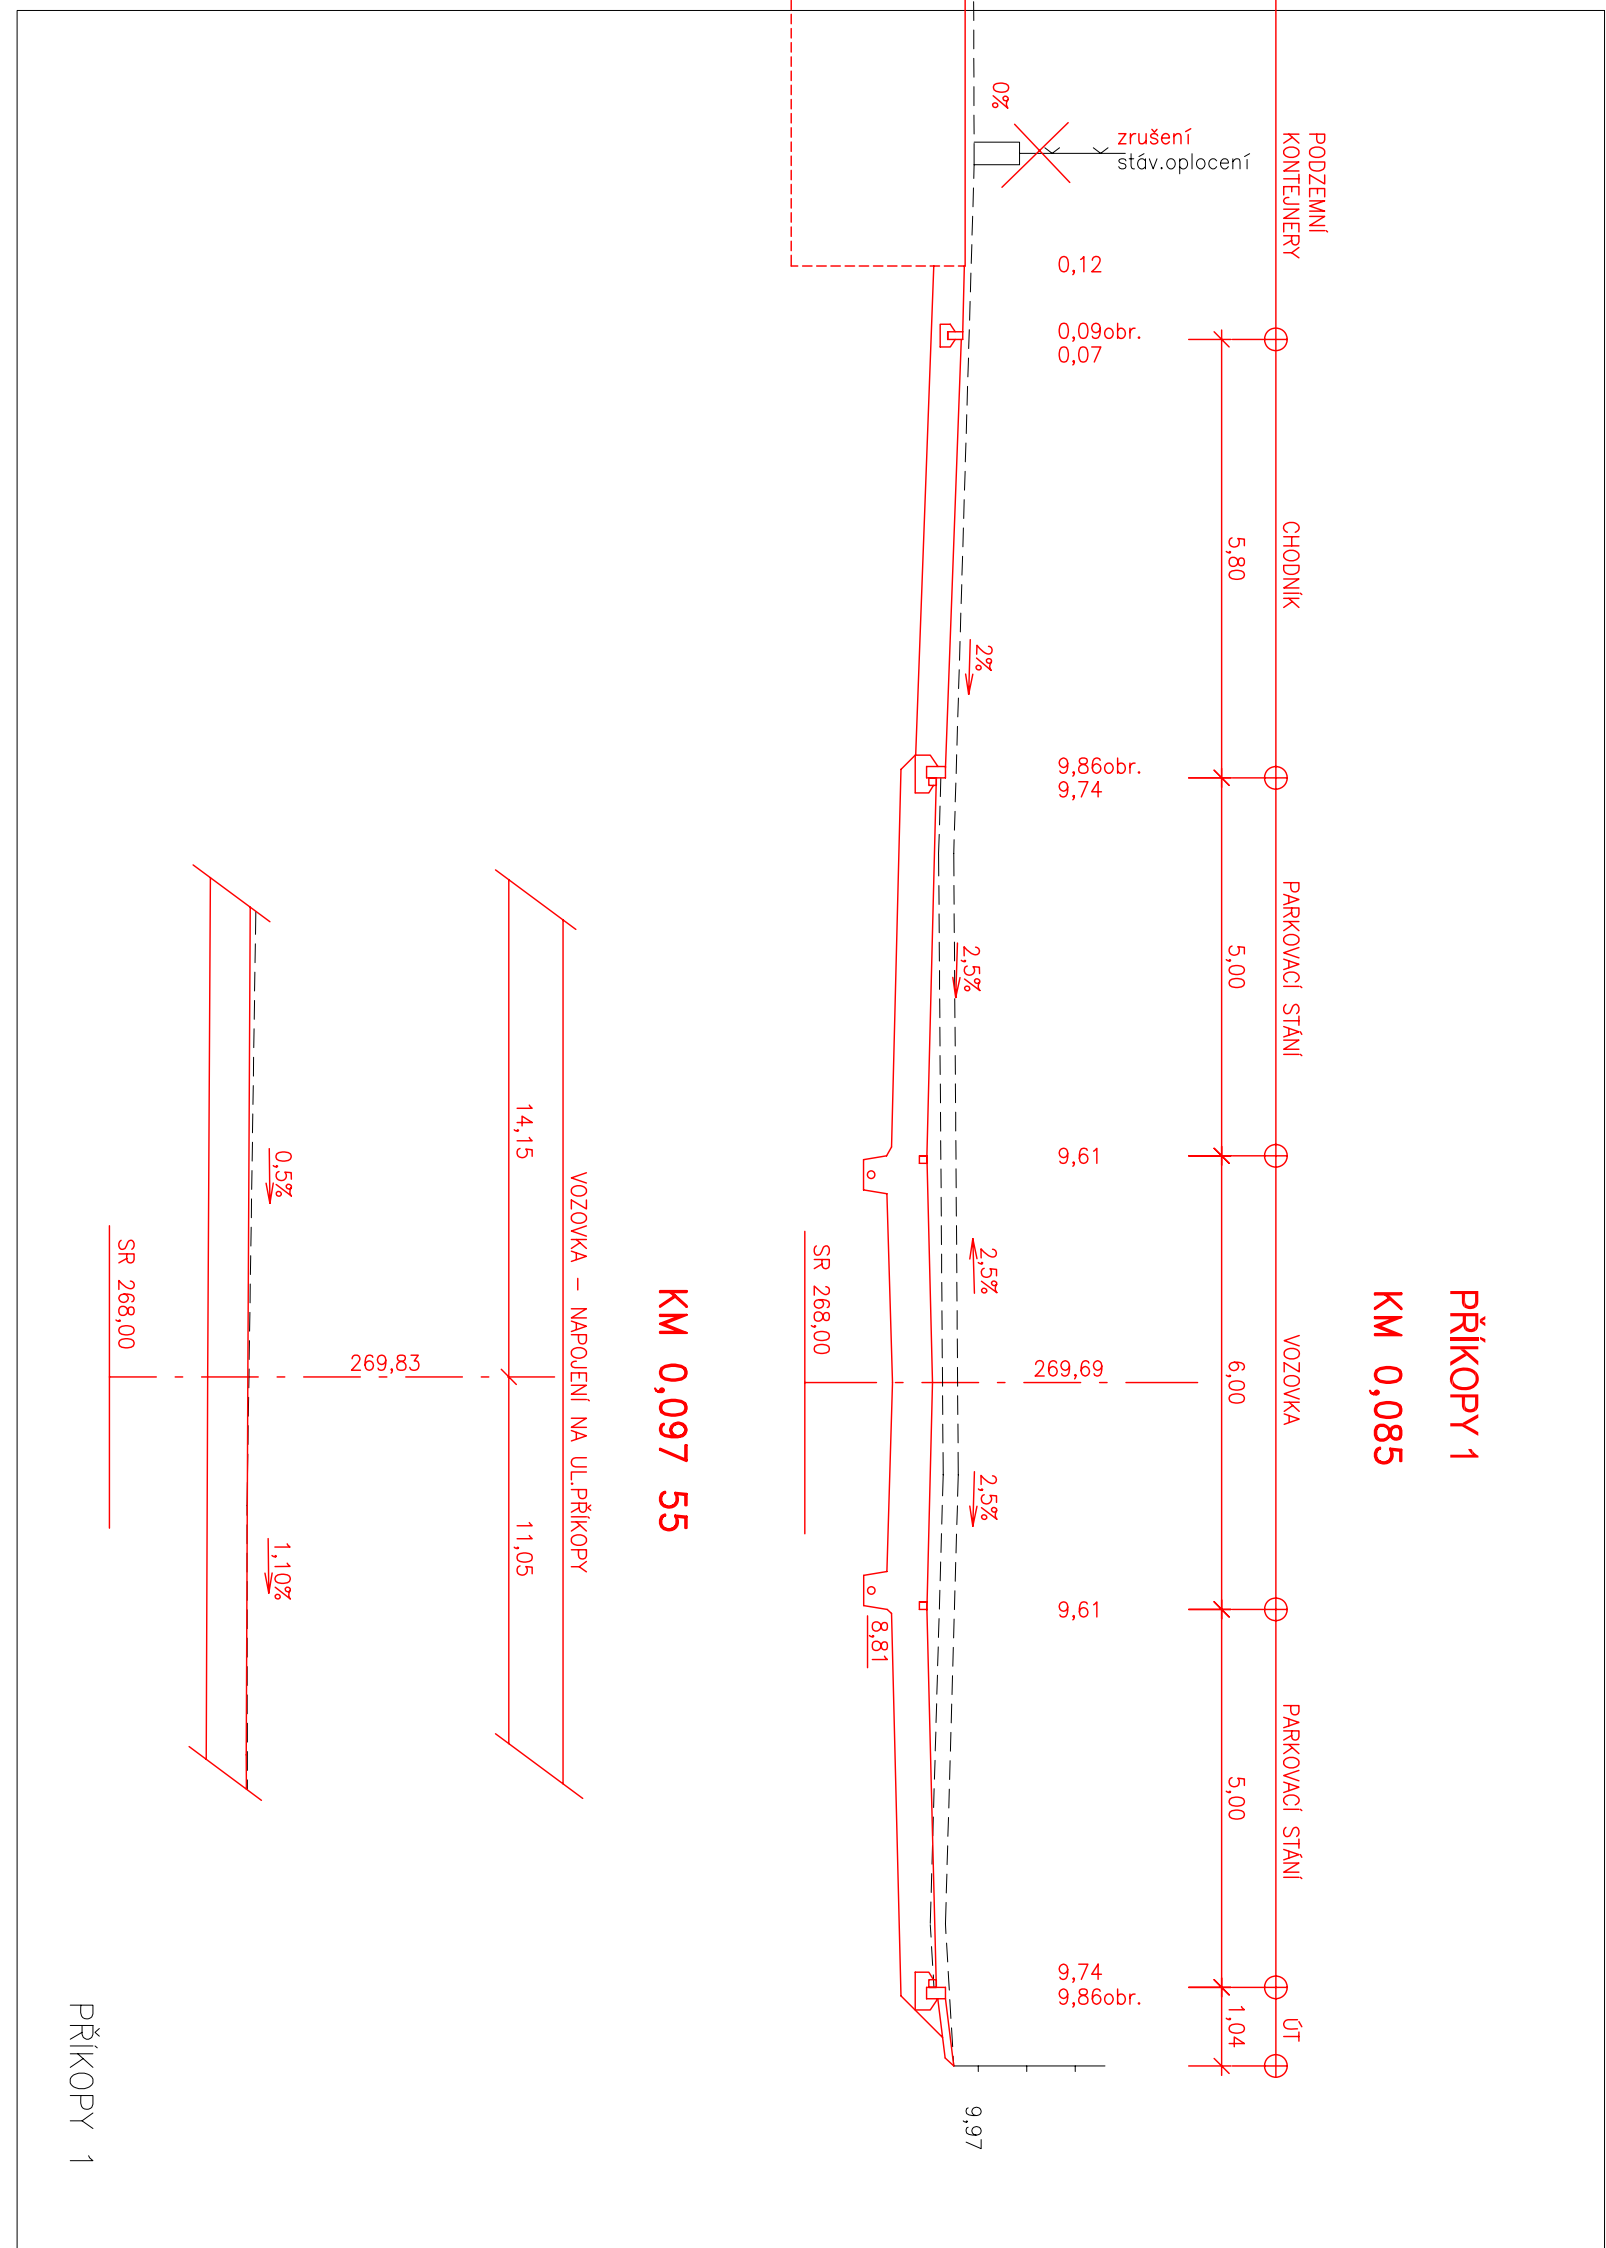 PŘÍKOPY 1
KM 0,085
PODZEMNÍ
KONTEJNERY
CHODNÍK
PARKOVACÍ STÁNÍ
VOZOVKA
PARKOVACÍ STÁNÍ
ÚT
5,80
5,00
6,00
5,00
1,04
zrušení
stáv.oplocení
0,12
0,09obr.
0,07
9,86obr.
9,74
9,61
269,69
9,61
9,74
9,86obr.
0%
2%
2,5%
2,5%
2,5%
9,97
8,81
SR 268,00
KM 0,097 55
VOZOVKA – NAPOJENÍ NA UL.PŘÍKOPY
14,15
11,05
269,83
0,5%
1,10%
SR 268,00
PŘÍKOPY 1